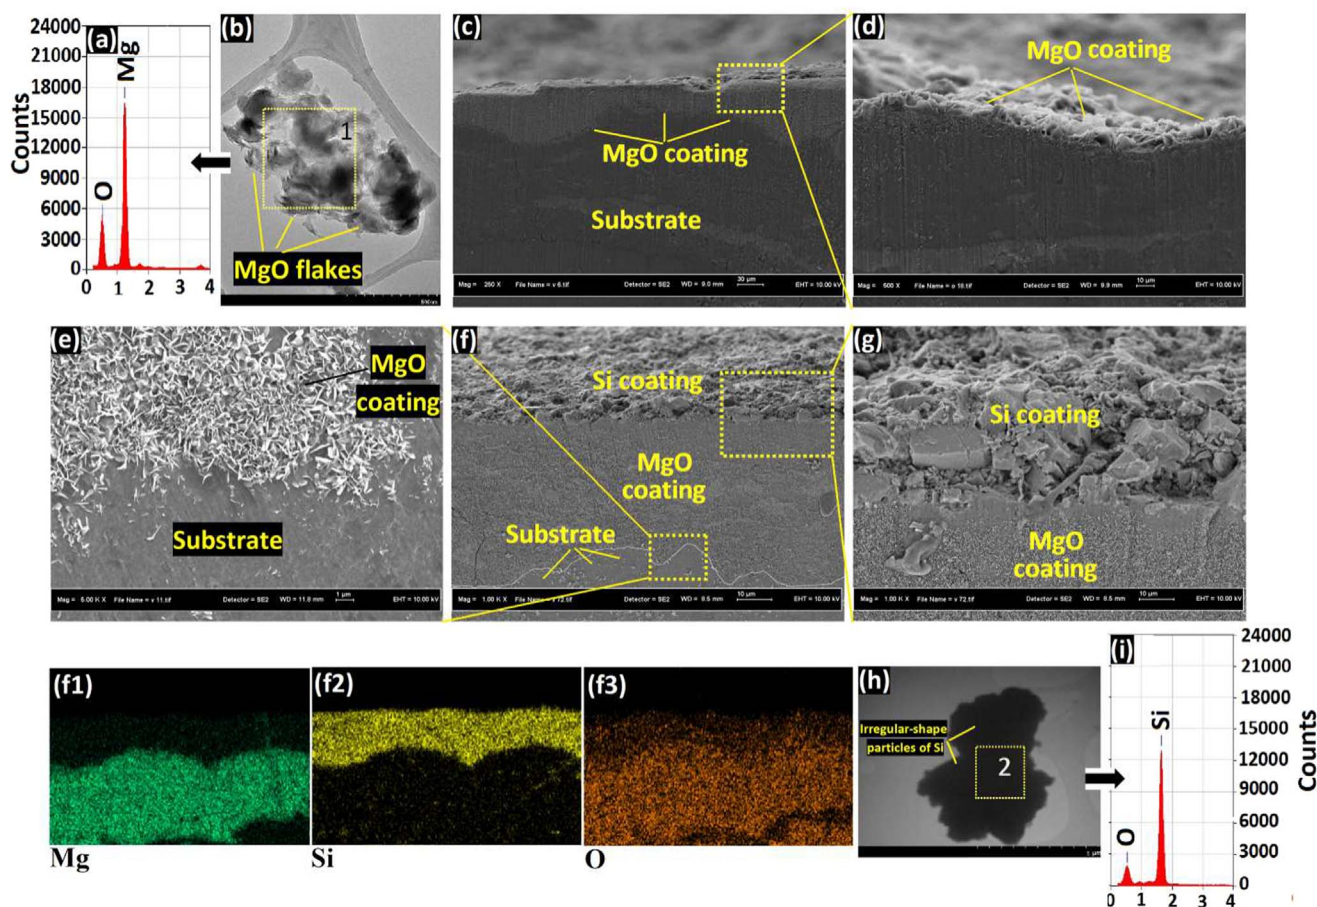 24000
21000
18000
15000
12000
9000
6000
3000
0
Counts
(a)
Mg
O
0 1 2 3 4
(b)
1
MgO flakes
(c)
MgO coating
Substrate
30 µm
Mag = 250 X File Name = v 6.tif Detector = SE2 WD = 9.0 mm EHT = 10.00 kV
(d)
MgO coating
10 µm
Mag = 500 X File Name = o 18.tif Detector = SE2 WD = 9.9 mm EHT = 10.00 kV
(e)
MgO
coating
Substrate
1 µm
Mag = 5.00 K X File Name = v 11.tif Detector = SE2 WD = 11.8 mm EHT = 10.00 kV
(f)
Si coating
MgO
coating
Substrate
10 µm
Mag = 1.00 K X File Name = v 72.tif Detector = SE2 WD = 8.5 mm EHT = 10.00 kV
(g)
Si coating
MgO
coating
10 µm
Mag = 1.00 K X File Name = v 72.tif Detector = SE2 WD = 8.5 mm EHT = 10.00 kV
(f1)
Mg
(f2)
Si
(f3)
O
(h)
Irregular-shape
particles of Si
2
(i)
Si
O
24000
21000
18000
15000
13000
9000
6000
3000
0
Counts
0 1 2 3 4